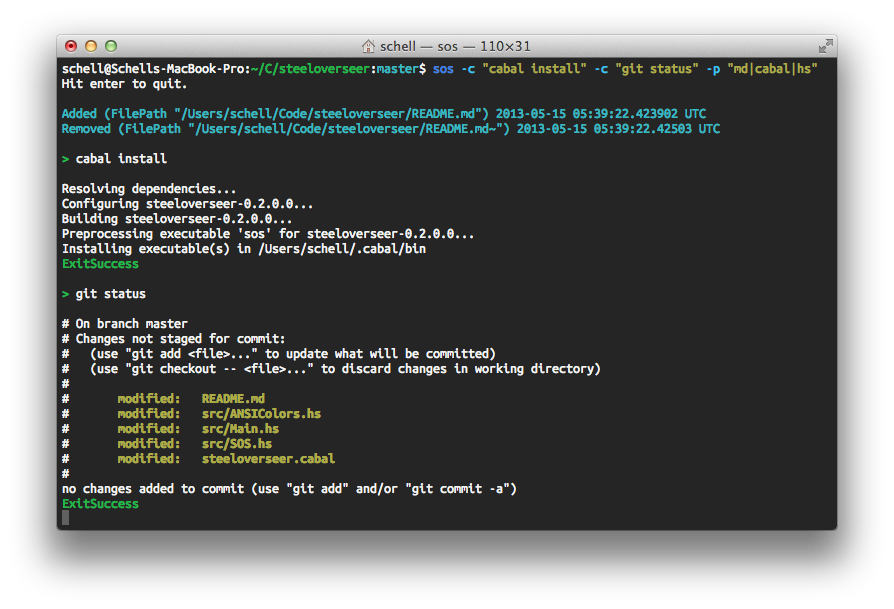 schell — sos — 110×31
schell@Schells-MacBook-Pro:~/C/steeloverseer:master$ sos -c "cabal install" -c "git status" -p "md|cabal|hs"
Hit enter to quit.
Added (FilePath "/Users/schell/Code/steeloverseer/README.md") 2013-05-15 05:39:22.423902 UTC
Removed (FilePath "/Users/schell/Code/steeloverseer/README.md~") 2013-05-15 05:39:22.42503 UTC
> cabal install
Resolving dependencies...
Configuring steeloverseer-0.2.0.0...
Building steeloverseer-0.2.0.0...
Preprocessing executable 'sos' for steeloverseer-0.2.0.0...
Installing executable(s) in /Users/schell/.cabal/bin
ExitSuccess
> git status
# On branch master
# Changes not staged for commit:
#   (use "git add <file>..." to update what will be committed)
#   (use "git checkout -- <file>..." to discard changes in working directory)
#
#       modified:   README.md
#       modified:   src/ANSIColors.hs
#       modified:   src/Main.hs
#       modified:   src/SOS.hs
#       modified:   steeloverseer.cabal
#
no changes added to commit (use "git add" and/or "git commit -a")
ExitSuccess